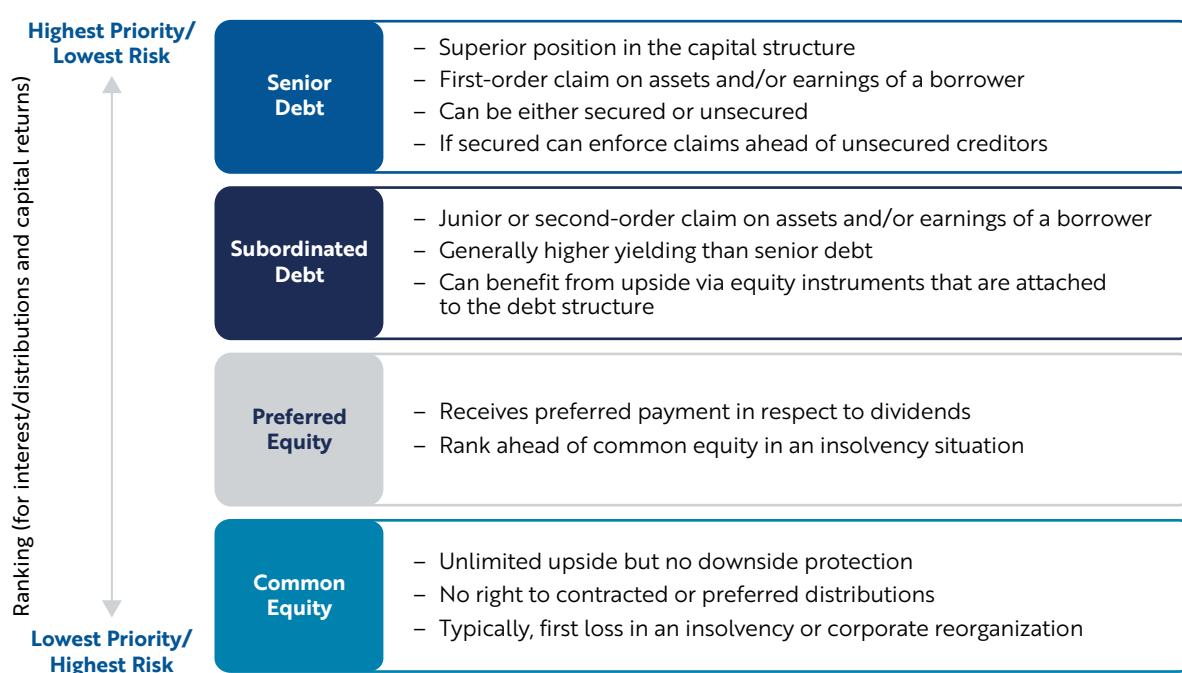 Highest Priority/
Lowest Risk
Ranking (for interest/distributions and capital returns)
Lowest Priority/
Highest Risk
Senior
Debt
– Superior position in the capital structure
– First-order claim on assets and/or earnings of a borrower
– Can be either secured or unsecured
– If secured can enforce claims ahead of unsecured creditors
Subordinated
Debt
– Junior or second-order claim on assets and/or earnings of a borrower
– Generally higher yielding than senior debt
– Can benefit from upside via equity instruments that are attached
to the debt structure
Preferred
Equity
– Receives preferred payment in respect to dividends
– Rank ahead of common equity in an insolvency situation
Common
Equity
– Unlimited upside but no downside protection
– No right to contracted or preferred distributions
– Typically, first loss in an insolvency or corporate reorganization